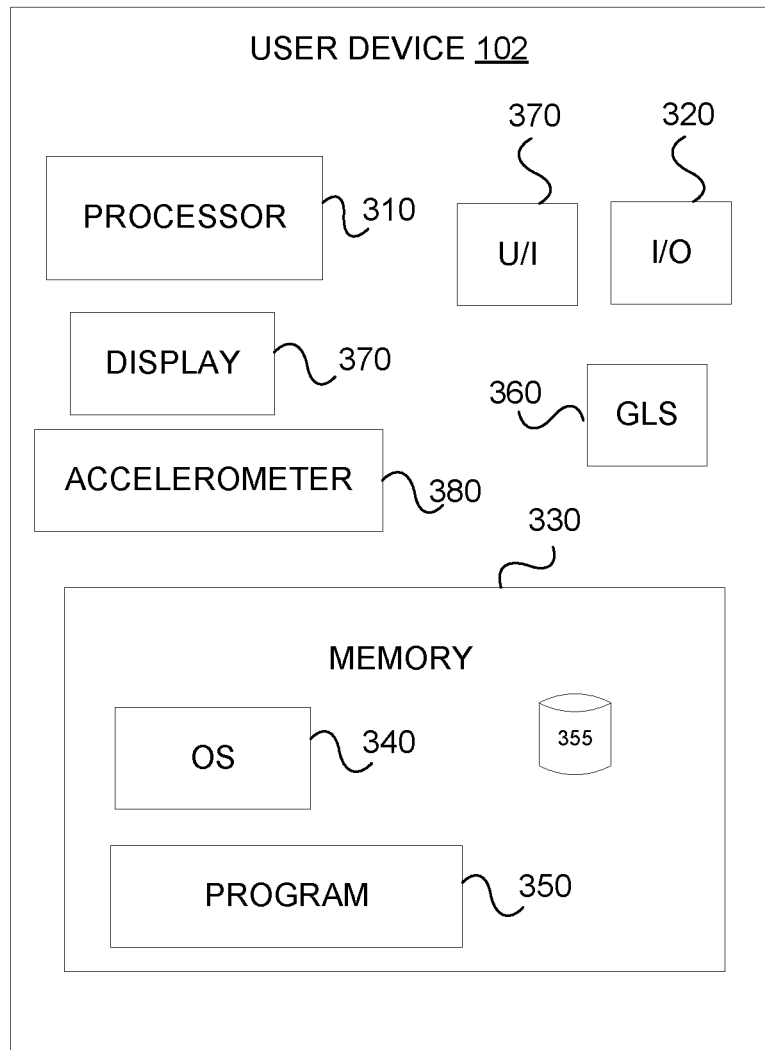 USER DEVICE 102
370
320
PROCESSOR
310
U/I
I/O
DISPLAY
370
360
GLS
ACCELEROMETER
380
330
MEMORY
OS
340
355
PROGRAM
350